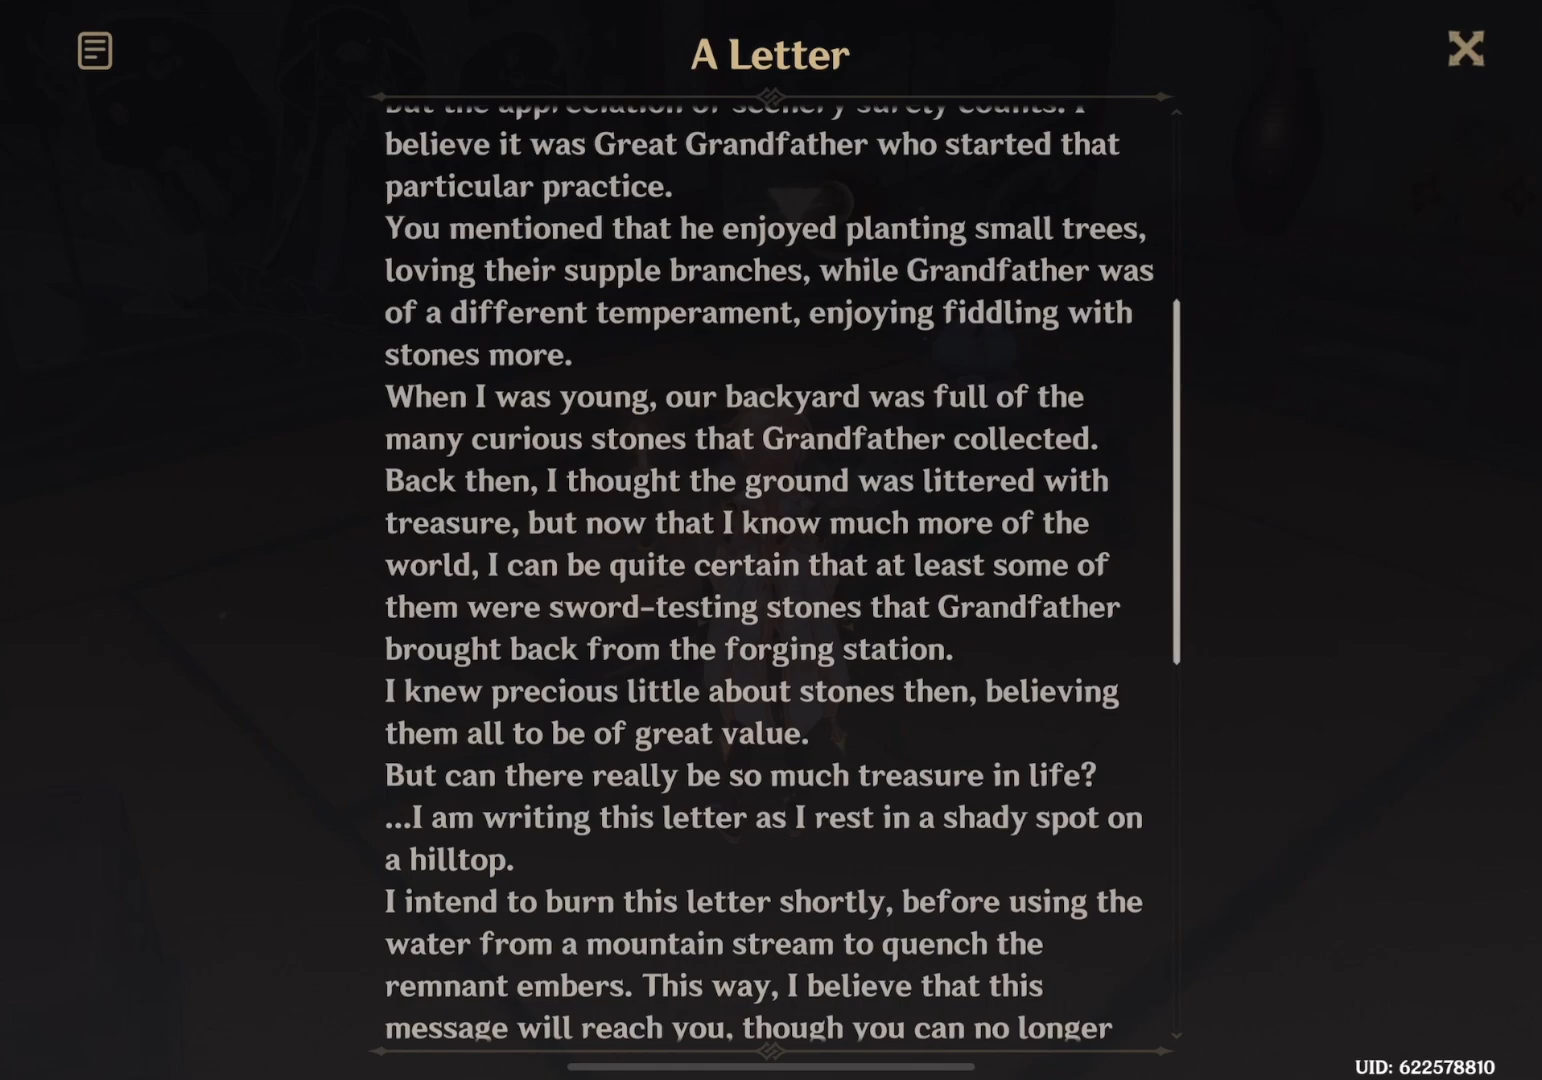 A Letter
But the appreciation of scenery surely counts. I
believe it was Great Grandfather who started that
particular practice.
You mentioned that he enjoyed planting small trees,
loving their supple branches, while Grandfather was
of a different temperament, enjoying fiddling with
stones more.
When I was young, our backyard was full of the
many curious stones that Grandfather collected.
Back then, I thought the ground was littered with
treasure, but now that I know much more of the
world, I can be quite certain that at least some of
them were sword-testing stones that Grandfather
brought back from the forging station.
I knew precious little about stones then, believing
them all to be of great value.
But can there really be so much treasure in life?
...I am writing this letter as I rest in a shady spot on
a hilltop.
I intend to burn this letter shortly, before using the
water from a mountain stream to quench the
remnant embers. This way, I believe that this
message will reach you, though you can no longer
UID: 622578810